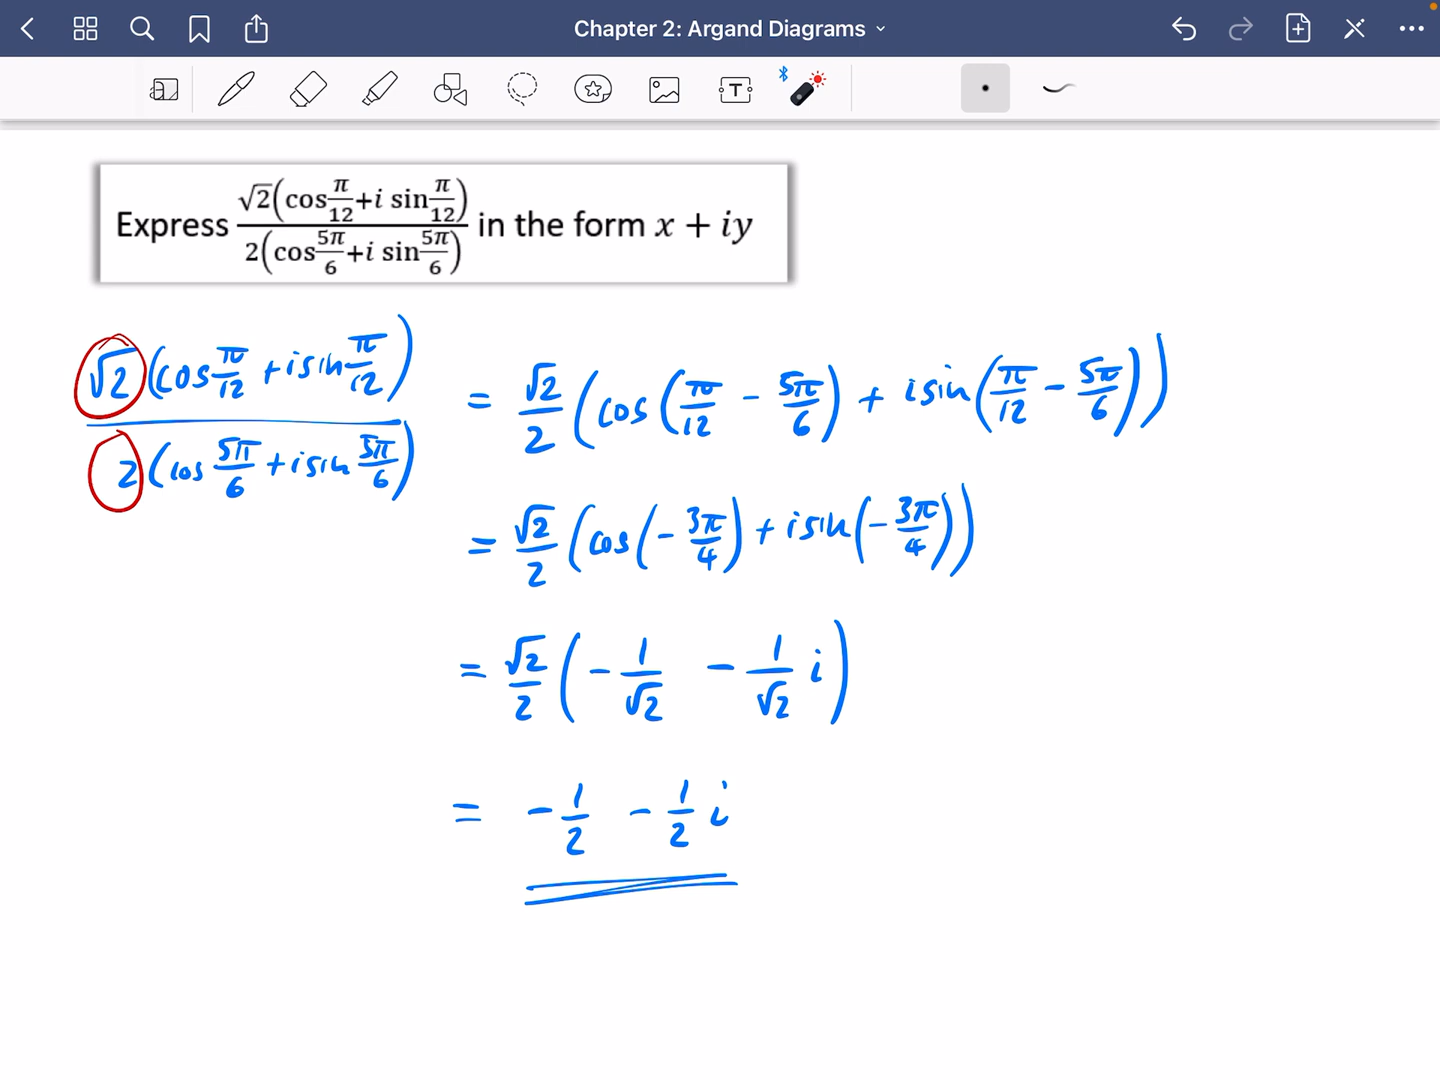 Chapter 2: Argand Diagrams
Express √2(cos π/12 + i sin π/12) / 2(cos 5π/6 + i sin 5π/6) in the form x + iy
√2(cos π/12 + i sin π/12) / 2(cos 5π/6 + i sin 5π/6) = √2/2 (cos(π/12 − 5π/6) + i sin(π/12 − 5π/6))
= √2/2 (cos(−3π/4) + i sin(−3π/4))
= √2/2 (−1/√2 − 1/√2 i)
= −1/2 − 1/2 i